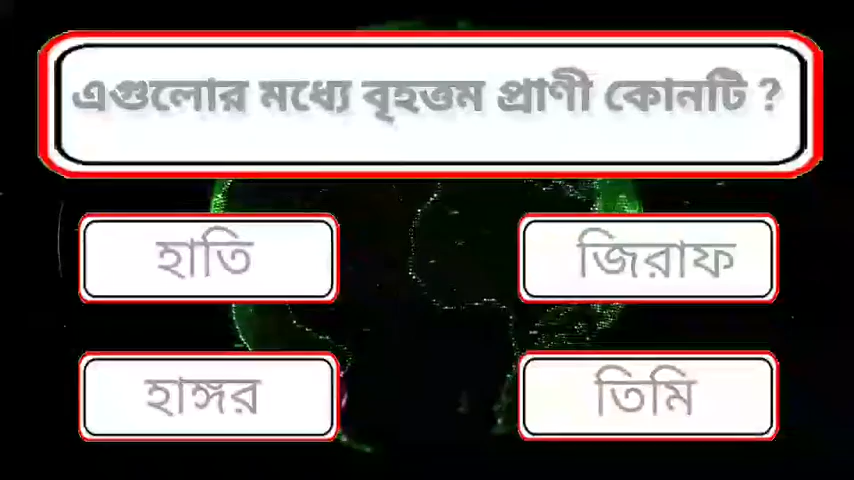 এগুলোর মধ্যে বৃহত্তম প্রাণী কোনটি ?
হাতি
জিরাফ
হাঙ্গর
তিমি